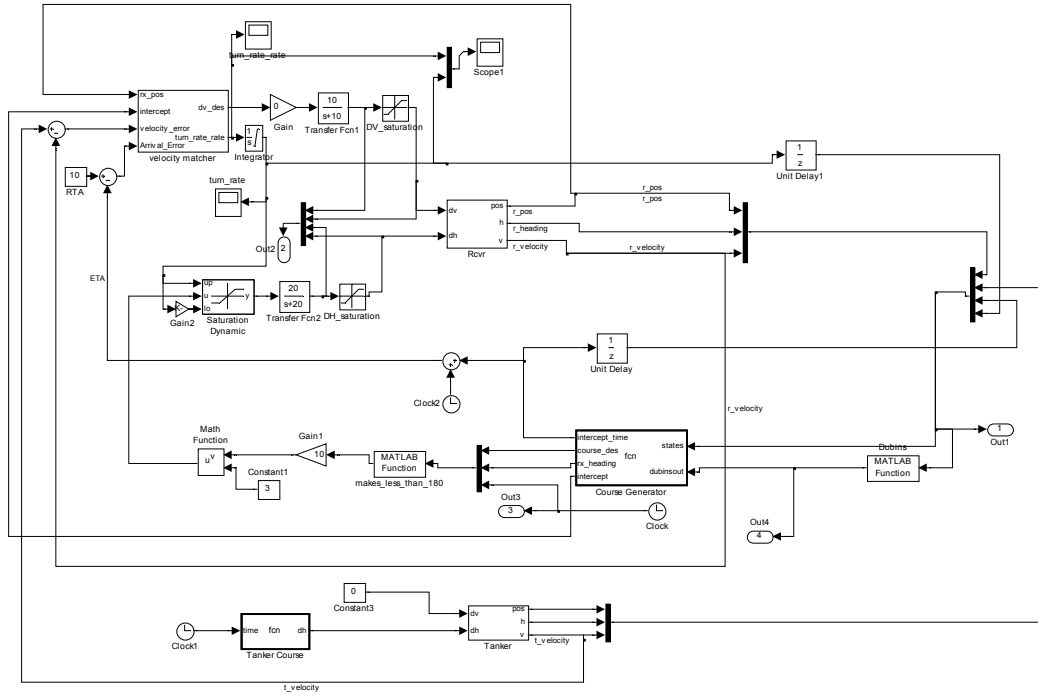 turn_rate_rate
Scope1
rx_pos
intercept
velocity_error
Arrival_Error
dv_des
turn_rate_rate
velocity matcher
0
Gain
10
s+10
Transfer Fcn1
DV_saturation
1
s
Integrator
10
RTA
turn_rate
1
z
Unit Delay1
Out2
2
dv
dh
pos
h
v
Rcvr
r_pos
r_heading
r_velocity
r_pos
r_pos
r_velocity
ETA
up
u
lo
y
Saturation
Dynamic
Gain2
20
s+20
Transfer Fcn2
DH_saturation
1
z
Unit Delay
Clock2
r_velocity
Math
Function
u
v
Constant1
3
Gain1
10
MATLAB
Function
makes_less_than_180
intercept_time
course_des
rx_heading
intercept
fcn
states
dubinsout
Course Generator
Dubins
MATLAB
Function
1
Out1
Out3
3
Clock
Out4
4
0
Constant3
Clock1
time
fcn
dh
Tanker Course
dv
dh
pos
h
v
Tanker
t_velocity
t_velocity